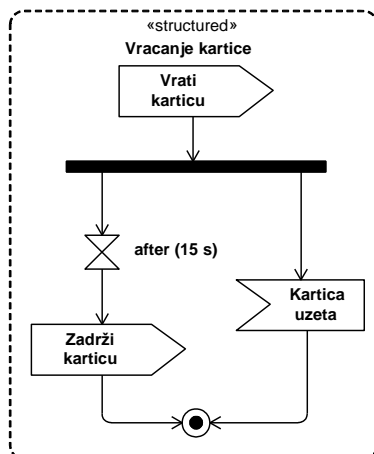 «structured»
Vracanje kartice
Vrati
karticu
after (15 s)
Kartica
uzeta
Zadrži
karticu